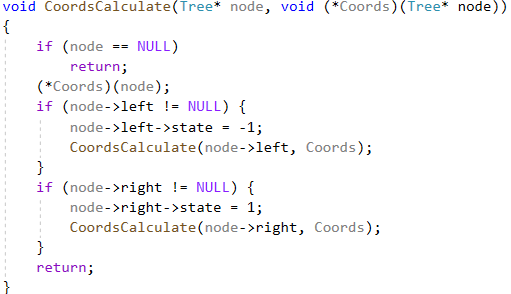 void CoordsCalculate(Tree* node, void (*Coords)(Tree* node))
{
    if (node == NULL)
        return;
    (*Coords)(node);
    if (node->left != NULL) {
        node->left->state = -1;
        CoordsCalculate(node->left, Coords);
    }
    if (node->right != NULL) {
        node->right->state = 1;
        CoordsCalculate(node->right, Coords);
    }
    return;
}